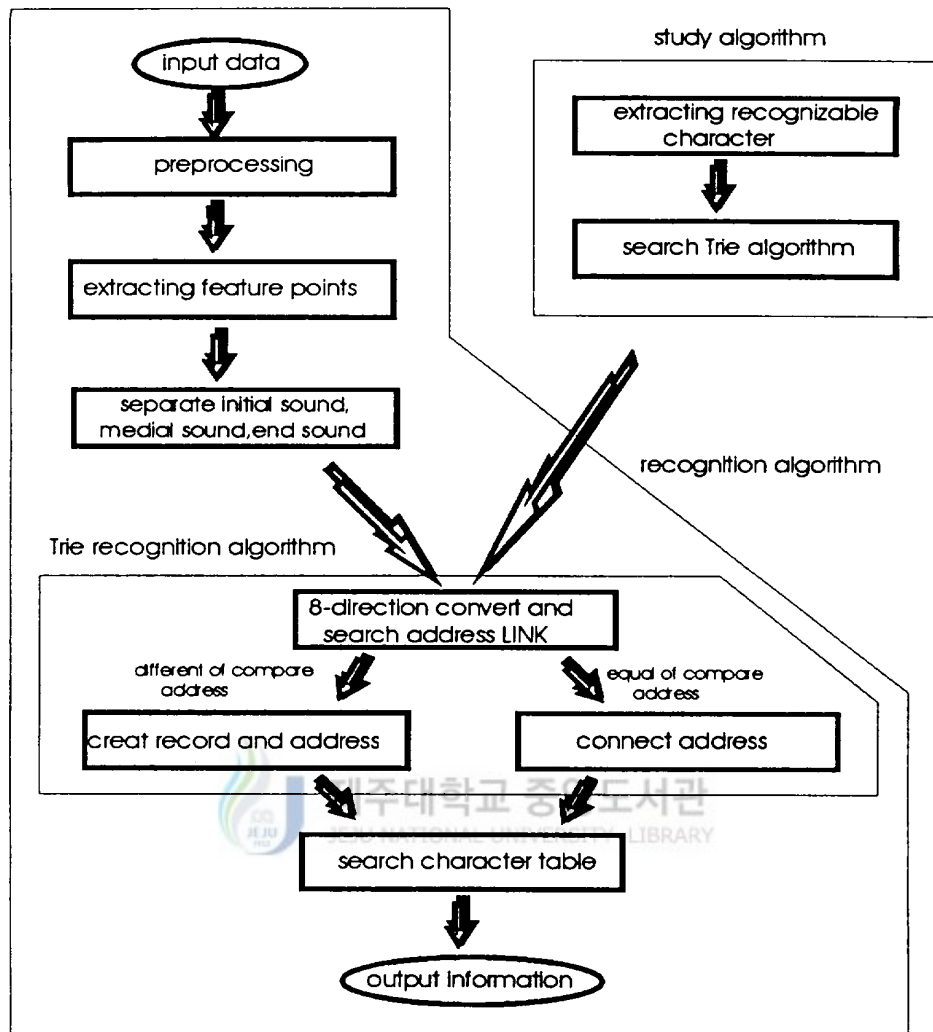 study algorithm
input data
extracting recognizable
character
preprocessing
search Trie algorithm
extracting feature points
separate initial sound,
medial sound,end sound
recognition algorithm
Trie recognition algorithm
8-direction convert and
search address LINK
different of compare
address
equal of compare
address
creat record and address
connect address
제주대학교 중앙도서관
JEJU NATIONAL UNIVERSITY LIBRARY
JEJU
1952
search character table
output information